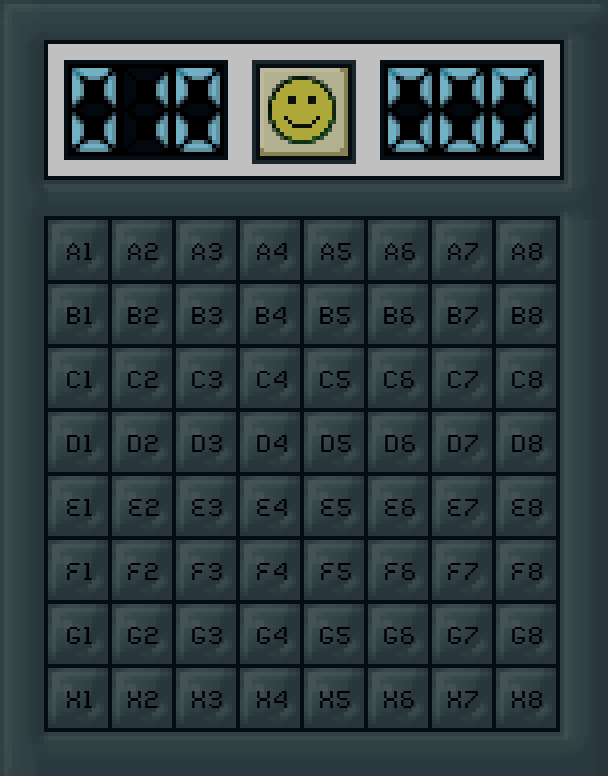 010 000
A1 A2 A3 A4 A5 A6 A7 A8
B1 B2 B3 B4 B5 B6 B7 B8
C1 C2 C3 C4 C5 C6 C7 C8
D1 D2 D3 D4 D5 D6 D7 D8
E1 E2 E3 E4 E5 E6 E7 E8
F1 F2 F3 F4 F5 F6 F7 F8
G1 G2 G3 G4 G5 G6 G7 G8
H1 H2 H3 H4 H5 H6 H7 H8